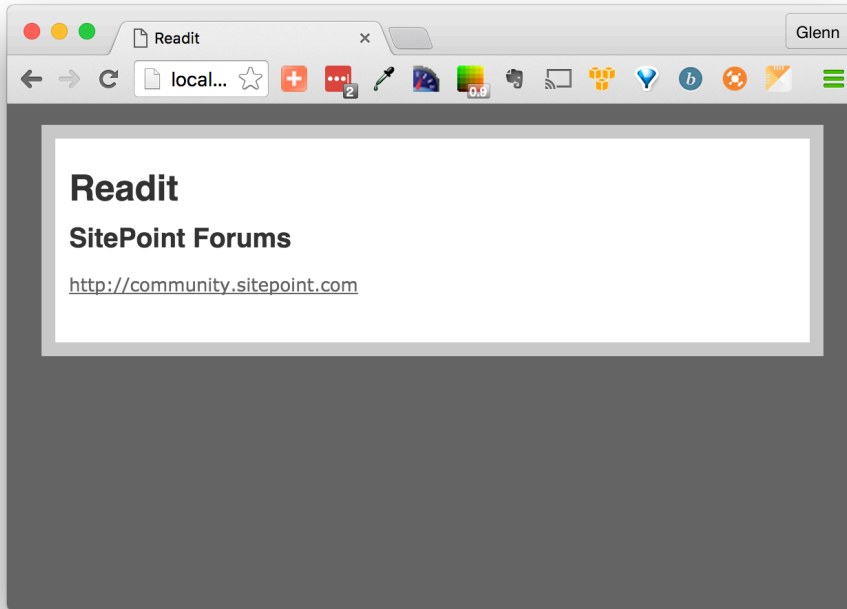 Readit
Glenn
local...
2
0.9
b
Readit
SitePoint Forums
http://community.sitepoint.com